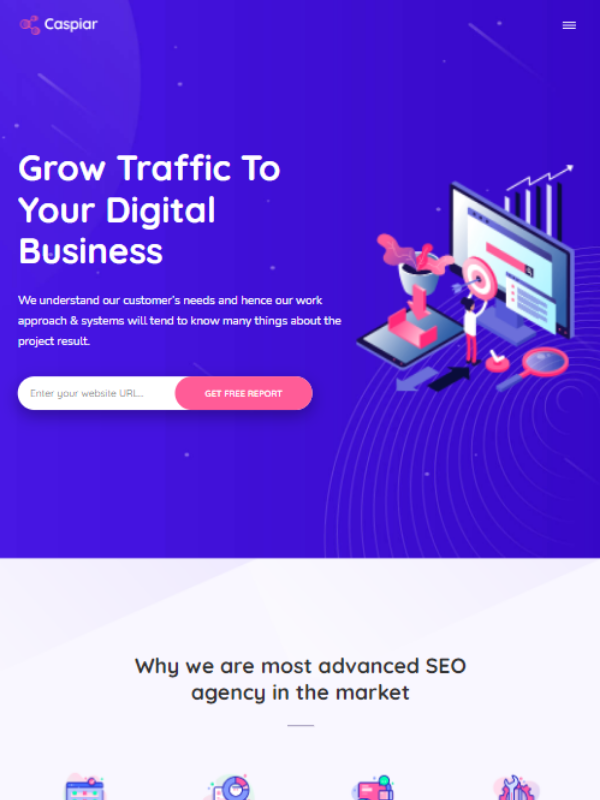 Caspiar
Grow Traffic To
Your Digital
Business
We understand our customer's needs and hence our work
approach & systems will tend to know many things about the
project result.
Enter your website URL...
GET FREE REPORT
Why we are most advanced SEO
agency in the market